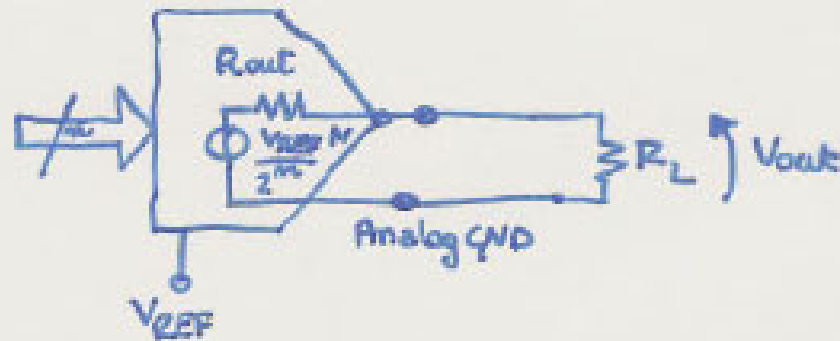 Rout
VREF N
2^m
RL
Vout
Analog GND
VREF